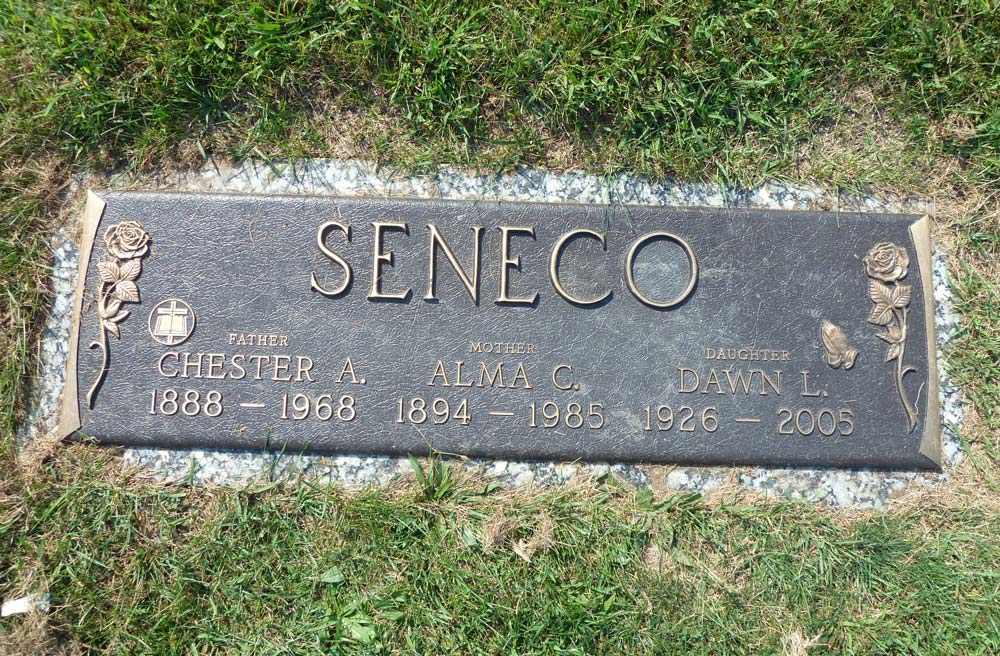 SENECO
FATHER MOTHER DAUGHTER
CHESTER A. ALMA C. DAWN L.
1888 – 1968 1894 – 1985 1926 – 2005